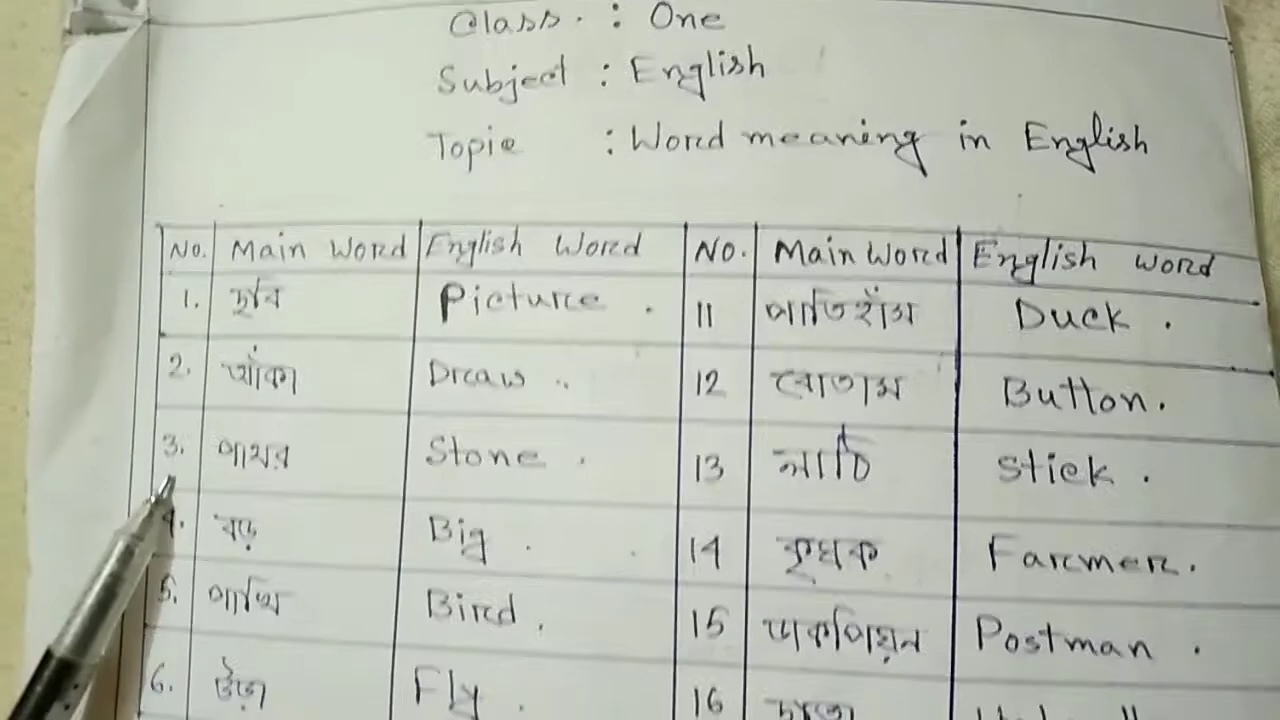 Class. : One
Subject : English
Topic : Word meaning in English
No. Main Word English Word No. Main Word English word
1. ছবি Picture . 11 পাতিহাঁস Duck .
2. আঁকা Draw .. 12 বোতাম Button.
3. পাথর Stone . 13 লাঠি Stick .
4. বড় Big . 14 কৃষক Farmer.
5. পাখি Bird . 15 ডাকপিয়ন Postman .
6. উড়া Fly . 16